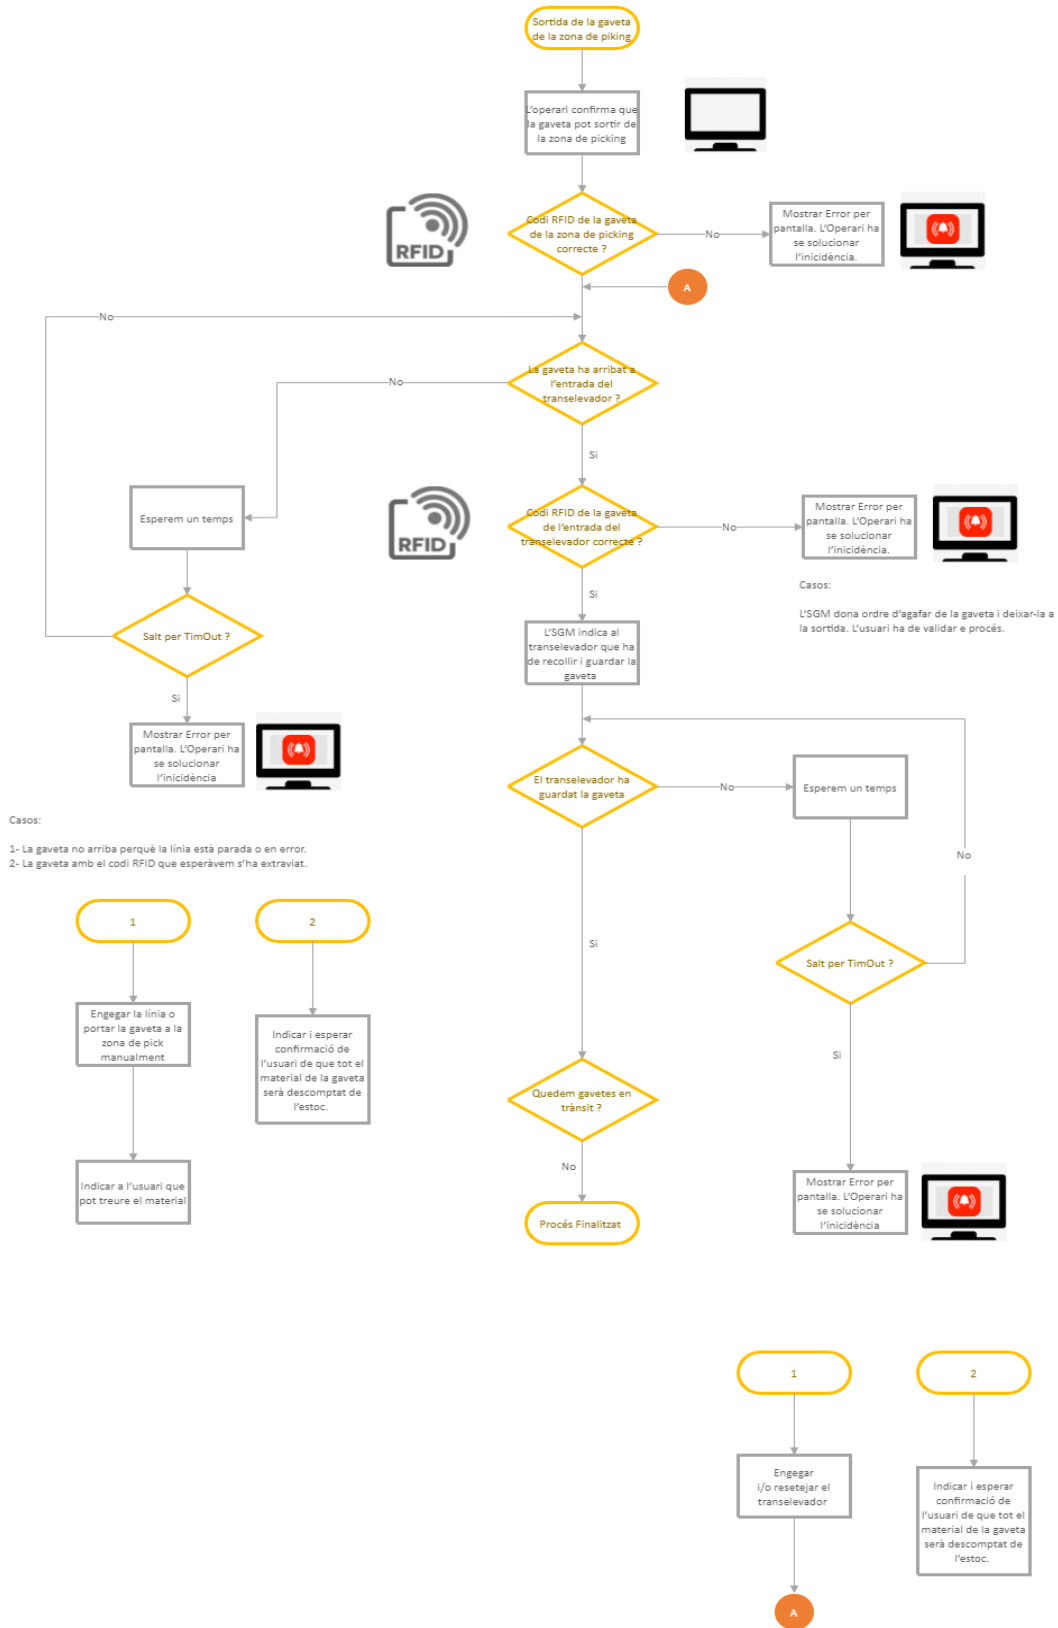 Sortida de la gaveta
de la zona de piking
L'operari confirma que
la gaveta pot sortir de
la zona de picking
RFID
Codi RFID de la gaveta
de la zona de picking
correcte ?
No
Mostrar Error per
pantalla. L'Operari ha
se solucionar
l'inicidència.
A
No
La gaveta ha arribat a
l'entrada del
transelevador ?
No
Si
Esperem un temps
RFID
Codi RFID de la gaveta
de l'entrada del
transelevador correcte ?
No
Mostrar Error per
pantalla. L'Operari ha
se solucionar
l'inicidència.
Casos:
L'SGM dona ordre d'agafar de la gaveta i deixar-la a
la sortida. L'usuari ha de validar e procés.
Si
Salt per TimOut ?
L'SGM indica al
transelevador que ha
de recollir i guardar la
gaveta
Si
Mostrar Error per
pantalla. L'Operari ha
se solucionar
l'inicidència
El transelevador ha
guardat la gaveta
No
Esperem un temps
Casos:
1- La gaveta no arriba perquè la línia està parada o en error.
2- La gaveta amb el codi RFID que esperàvem s'ha extraviat.
No
1
2
Si
Salt per TimOut ?
Engegar la línia o
portar la gaveta a la
zona de pick
manualment
Indicar i esperar
confirmació de
l'usuari de que tot el
material de la gaveta
serà descomptat de
l'estoc.
Si
Quedem gavetes en
trànsit ?
No
Indicar a l'usuari que
pot treure el material
Procés Finalitzat
Mostrar Error per
pantalla. L'Operari ha
se solucionar
l'inicidència
1
2
Engegar
i/o resetejar el
transelevador
Indicar i esperar
confirmació de
l'usuari de que tot el
material de la gaveta
serà descomptat de
l'estoc.
A